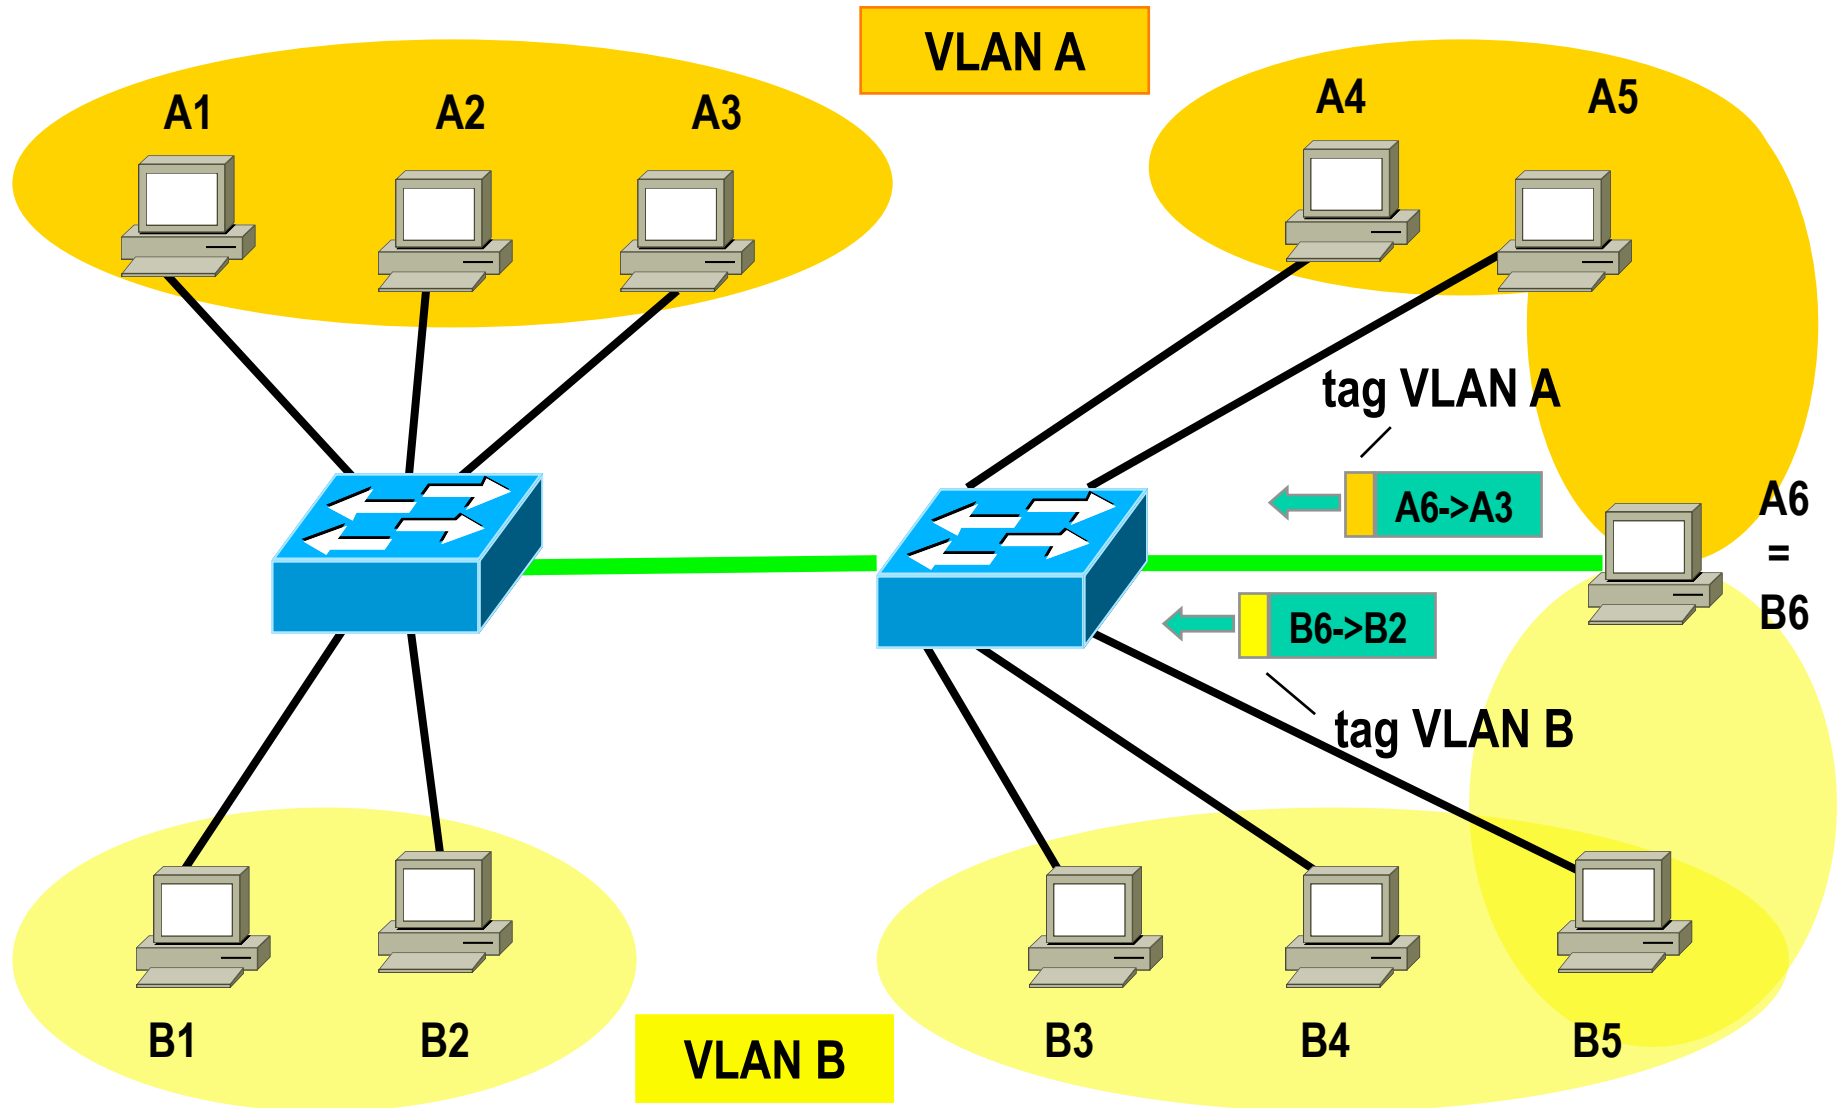 VLAN A
A1
A2
A3
A4
A5
tag VLAN A
A6->A3
A6
=
B6
B6->B2
tag VLAN B
B1
B2
B3
B4
B5
VLAN B